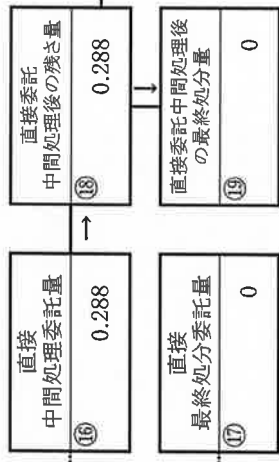 直接
中間処理委託量
⑯
0.288
直接委託
中間処理後の残さ量
⑱
0.288
直接
最終処分委託量
⑰
0
直接委託中間処理後
の最終処分量
⑲
0